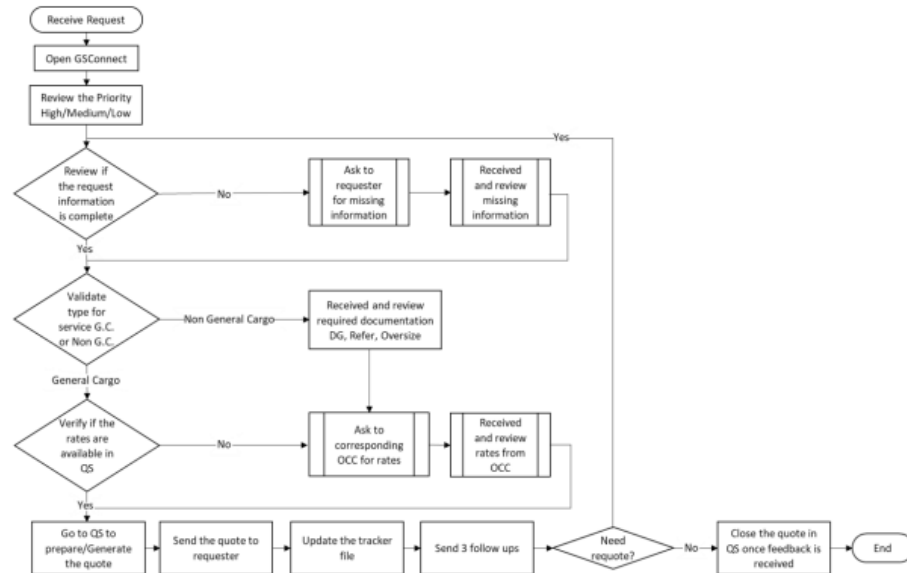 Receive Request
Open GSConnect
Review the Priority
High/Medium/Low
Yes
Review if
the request
information
is complete
No
Ask to
requester
for missing
information
Received
and review
missing
information
Yes
Validate
type for
service G.C.
or Non G.C.
Non General Cargo
Received and review
required documentation
DG, Refer, Oversize
General Cargo
Verify if the
rates are
available in
QS
No
Ask to
corresponding
OCC for rates
Received
and review
rates from
OCC
Yes
Go to QS to
prepare/Generate
the quote
Send the quote to
requester
Update the tracker
file
Send 3 follow ups
Need
requote?
No
Close the quote in
QS once feedback is
received
End